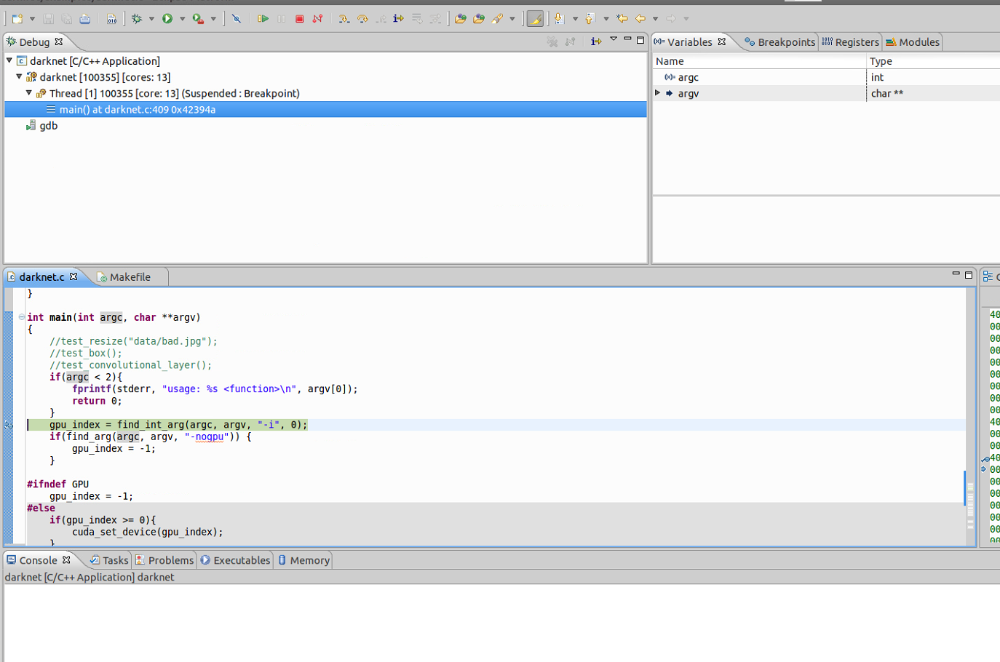 Debug
darknet [C/C++ Application]
darknet [100355] [cores: 13]
Thread [1] 100355 [core: 13] (Suspended : Breakpoint)
main() at darknet.c:409 0x42394a
gdb
(x)= Variables
Breakpoints
Registers
Modules
Name
Type
(x)= argc
int
argv
char **
darknet.c
Makefile
}
int main(int argc, char **argv)
{
//test_resize("data/bad.jpg");
//test_box();
//test_convolutional_layer();
if(argc < 2){
fprintf(stderr, "usage: %s <function>\n", argv[0]);
return 0;
}
gpu_index = find_int_arg(argc, argv, "-i", 0);
if(find_arg(argc, argv, "-nogpu")) {
gpu_index = -1;
}
#ifndef GPU
gpu_index = -1;
#else
if(gpu_index >= 0){
cuda_set_device(gpu_index);
}
40
00
00
00
00
00
00
00
00
40
00
00
40
00
00
00
00
00
00
00
Console
Tasks
Problems
Executables
Memory
darknet [C/C++ Application] darknet